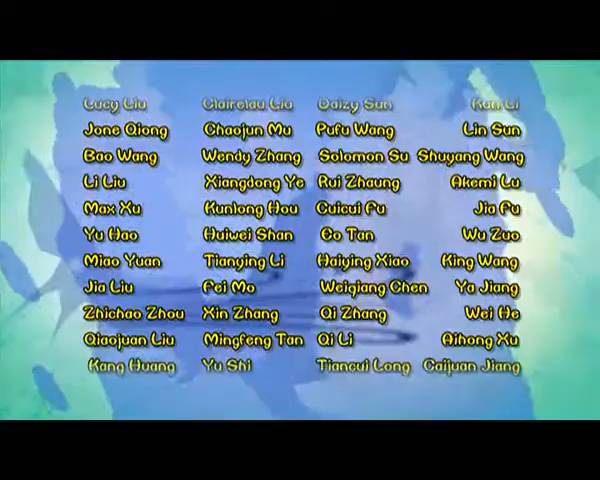 Lucy Liu Clairelau Liu Daizy Sun Kun Li
Jone Qiong Chaojun Mu Pufu Wang Lin Sun
Bao Wang Wendy Zhang Solomon Su Shuyang Wang
Li Liu Xiangdong Ye Rui Zhaung Akemi Lu
Max Xu Kunlong Hou Cuicui Fu Jia Fu
Yu Hao Huiwei Shan Bo Tan Wu Zuo
Miao Yuan Tianying Li Haiying Xiao King Wang
Jia Liu Fei Mo Weiqiang Chen Ya Jiang
Zhichao Zhou Xin Zhang Qi Zhang Wei He
Qiaojuan Liu Mingfeng Tan Qi Li Aihong Xu
Kang Huang Yu Shi Tiancui Long Caijuan Jiang